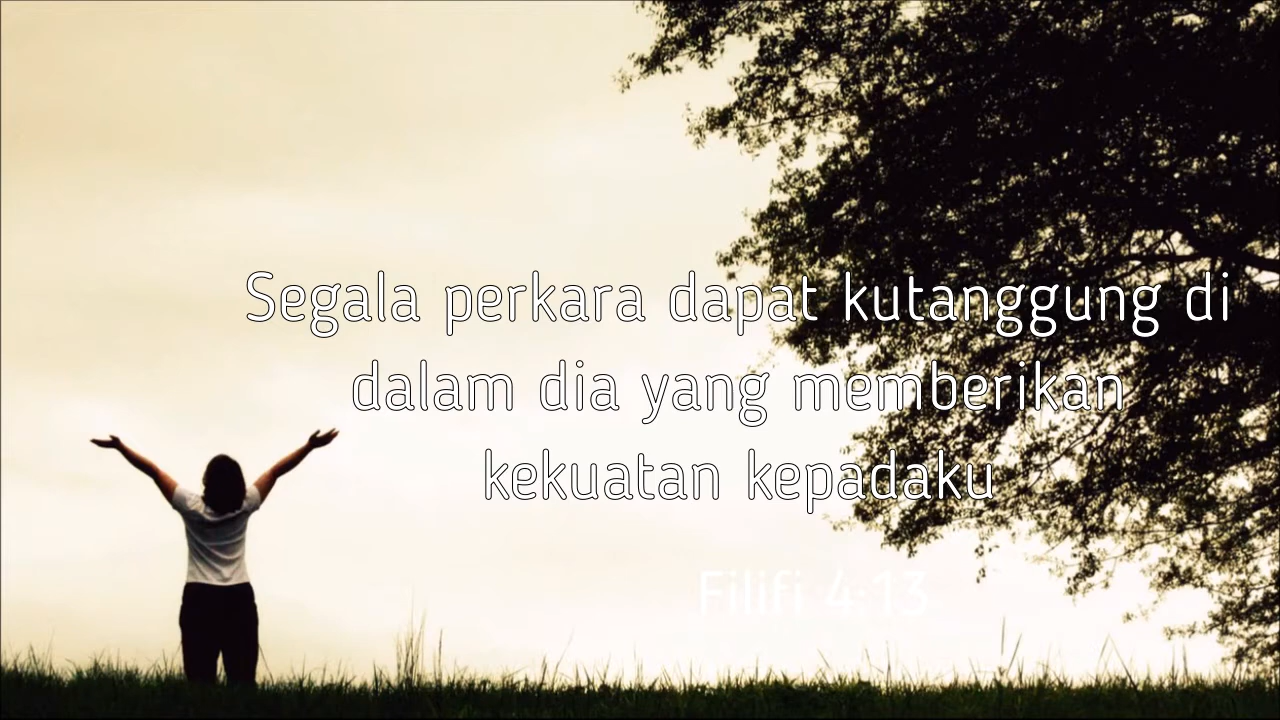 Segala perkara dapat kutanggung di
dalam dia yang memberikan
kekuatan kepadaku
Filifi 4:13